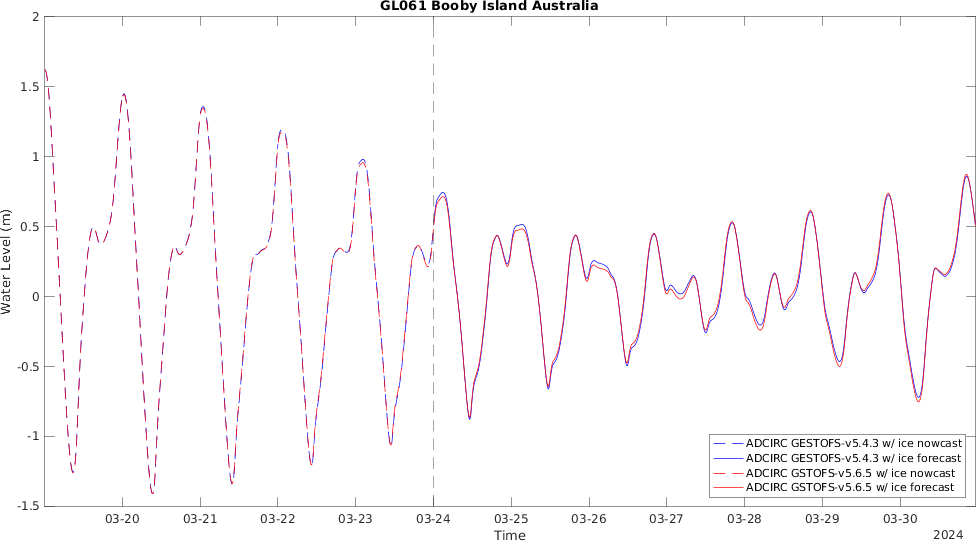 GL061 Booby Island Australia
2
1.5
1
0.5
0
-0.5
-1
-1.5
Water Level (m)
ADCIRC GESTOFS-v5.4.3 w/ ice nowcast
ADCIRC GESTOFS-v5.4.3 w/ ice forecast
ADCIRC GSTOFS-v5.6.5 w/ ice nowcast
ADCIRC GSTOFS-v5.6.5 w/ ice forecast
03-20 03-21 03-22 03-23 03-24 03-25 03-26 03-27 03-28 03-29 03-30
Time
2024